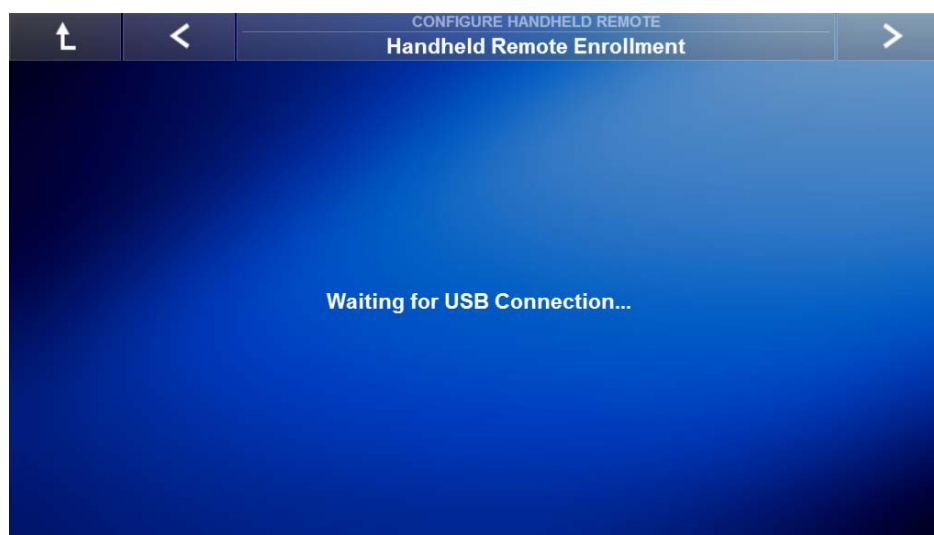 CONFIGURE HANDHELD REMOTE
Handheld Remote Enrollment
Waiting for USB Connection...